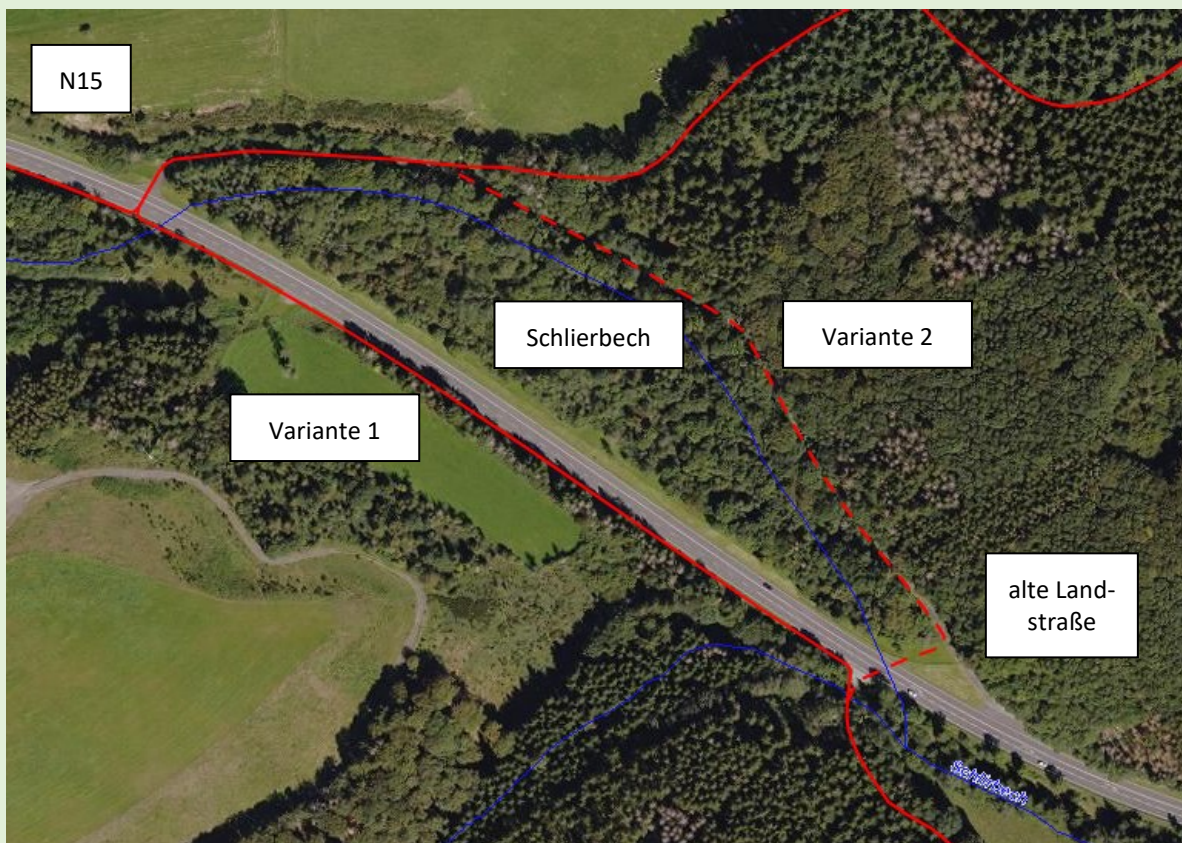 N15
Schlierbech
Variante 2
Variante 1
alte Land-
straße